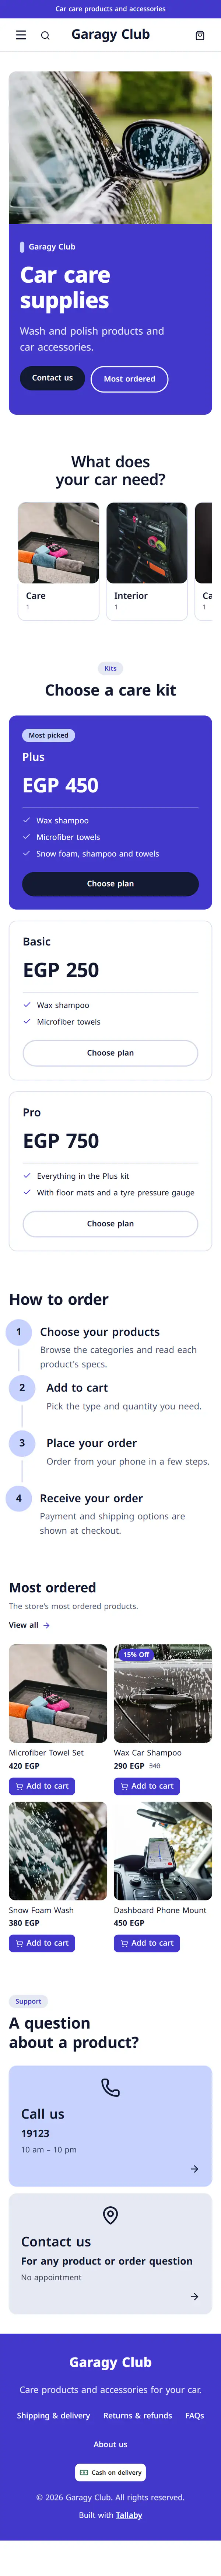 Car care products and accessories
Garagy Club
Garagy Club
Car care
supplies
Wash and polish products and
car accessories.
Contact us
Most ordered
What does
your car need?
Care
1
Interior
1
Ca
1
Kits
Choose a care kit
Most picked
Plus
EGP 450
Wax shampoo
Microfiber towels
Snow foam, shampoo and towels
Choose plan
Basic
EGP 250
Wax shampoo
Microfiber towels
Choose plan
Pro
EGP 750
Everything in the Plus kit
With floor mats and a tyre pressure gauge
Choose plan
How to order
1
Choose your products
Browse the categories and read each
product's specs.
2
Add to cart
Pick the type and quantity you need.
3
Place your order
Order from your phone in a few steps.
4
Receive your order
Payment and shipping options are
shown at checkout.
Most ordered
The store's most ordered products.
View all
15% Off
Microfiber Towel Set
420 EGP
Add to cart
Wax Car Shampoo
290 EGP 340
Add to cart
Snow Foam Wash
380 EGP
Add to cart
Dashboard Phone Mount
450 EGP
Add to cart
Support
A question
about a product?
Call us
19123
10 am – 10 pm
Contact us
For any product or order question
No appointment
Garagy Club
Care products and accessories for your car.
Shipping & delivery
Returns & refunds
FAQs
About us
Cash on delivery
© 2026 Garagy Club. All rights reserved.
Built with Tallaby